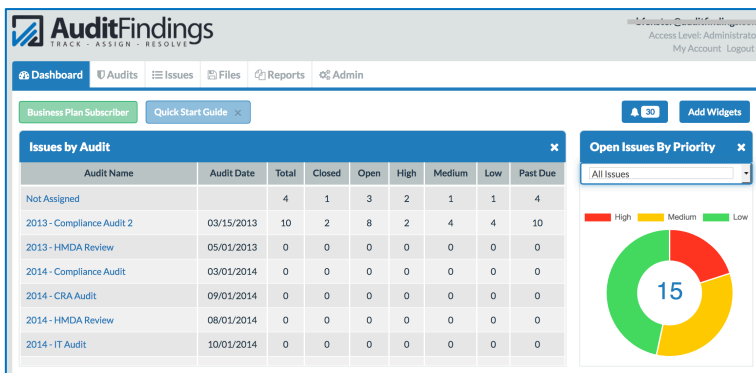 AuditFindings
TRACK - ASSIGN - RESOLVE
Access Level: Administrato
My Account Logout
Dashboard Audits Issues Files Reports Admin
Business Plan Subscriber Quick Start Guide × 30 Add Widgets
Issues by Audit ×
Audit Name Audit Date Total Closed Open High Medium Low Past Due
Not Assigned 4 1 3 2 1 1 4
2013 - Compliance Audit 2 03/15/2013 10 2 8 2 4 4 10
2013 - HMDA Review 05/01/2013 0 0 0 0 0 0 0
2014 - Compliance Audit 03/01/2014 0 0 0 0 0 0 0
2014 - CRA Audit 09/01/2014 0 0 0 0 0 0 0
2014 - HMDA Review 08/01/2014 0 0 0 0 0 0 0
2014 - IT Audit 10/01/2014 0 0 0 0 0 0 0
Open Issues By Priority ×
All Issues
High Medium Low
15